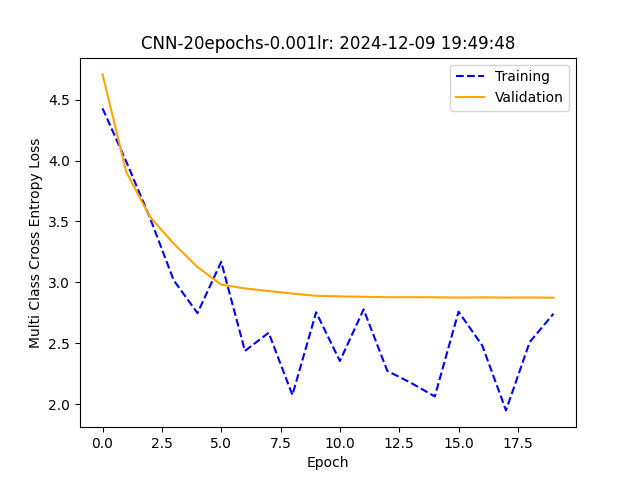 CNN-20epochs-0.001lr: 2024-12-09 19:49:48
Training
Validation
Multi Class Cross Entropy Loss
4.5
4.0
3.5
3.0
2.5
2.0
0.0 2.5 5.0 7.5 10.0 12.5 15.0 17.5
Epoch